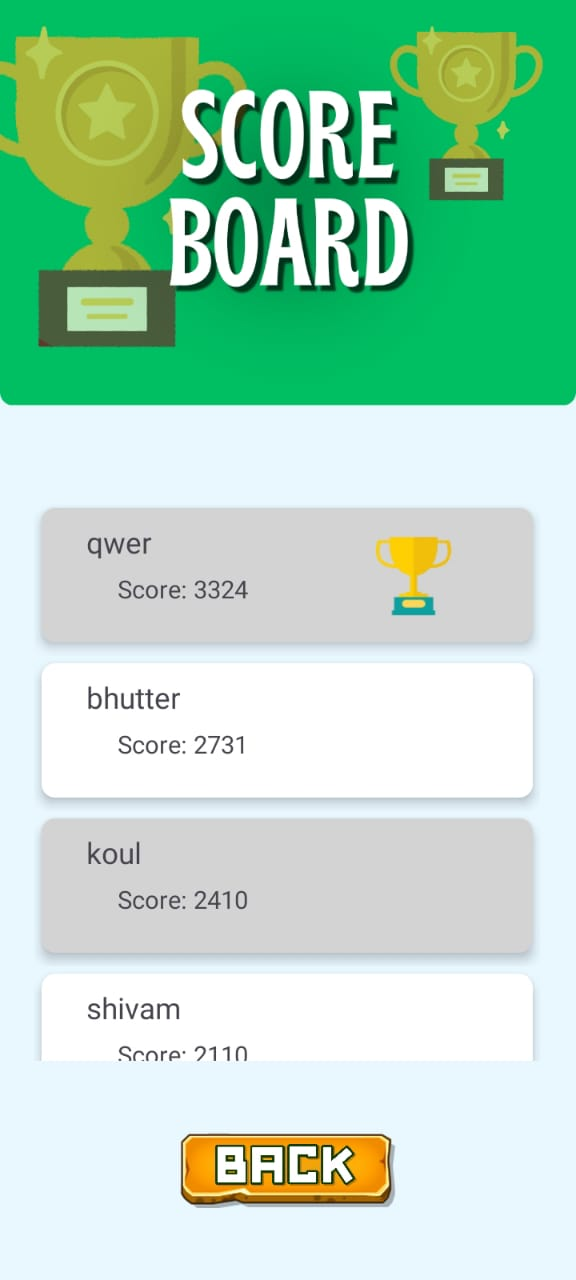 SCORE
BOARD
qwer
Score: 3324
bhutter
Score: 2731
koul
Score: 2410
shivam
Score: 2110
BACK